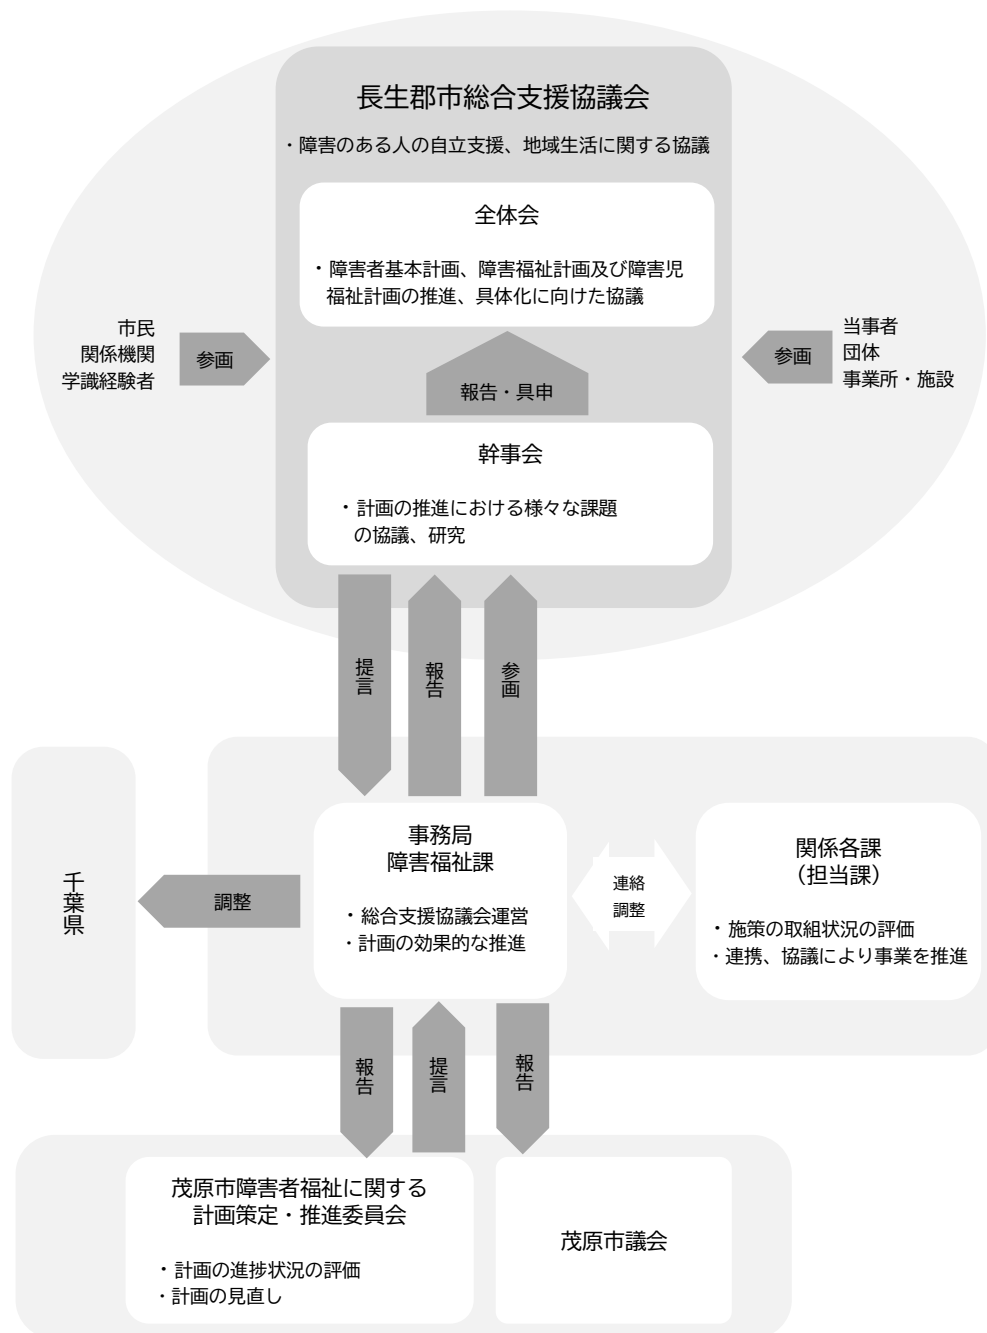 長生郡市総合支援協議会
・障害のある人の自立支援、地域生活に関する協議
全体会
・障害者基本計画、障害福祉計画及び障害児
福祉計画の推進、具体化に向けた協議
市民
関係機関
学識経験者
参画
参画
当事者
団体
事業所・施設
報告・具申
幹事会
・計画の推進における様々な課題
の協議、研究
提言
報告
参画
千葉県
調整
事務局
障害福祉課
・総合支援協議会運営
・計画の効果的な推進
連絡
調整
関係各課
（担当課）
・施策の取組状況の評価
・連携、協議により事業を推進
報告
提言
報告
茂原市障害者福祉に関する
計画策定・推進委員会
・計画の進捗状況の評価
・計画の見直し
茂原市議会